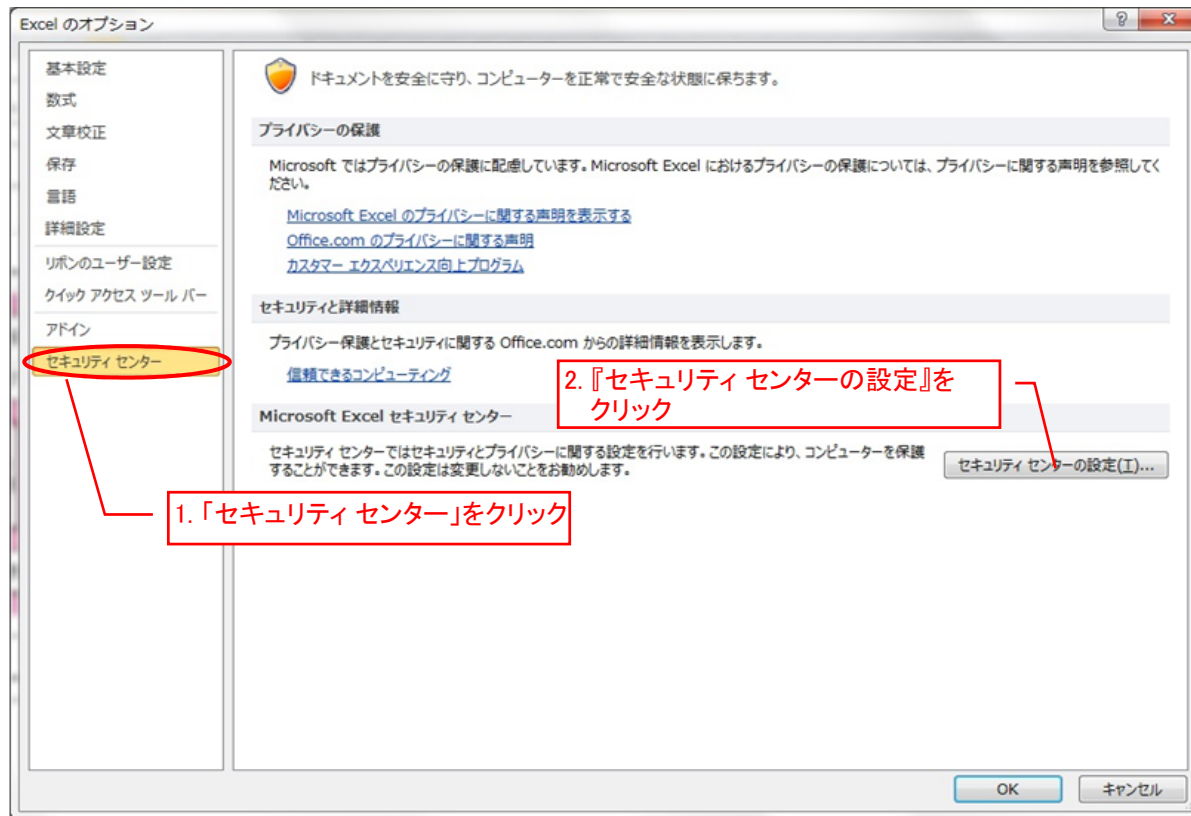 Excel のオプション
基本設定
数式
文章校正
保存
言語
詳細設定
リボンのユーザー設定
クイック アクセス ツール バー
アドイン
セキュリティ センター
ドキュメントを安全に守り、コンピューターを正常で安全な状態に保ちます。
プライバシーの保護
Microsoft ではプライバシーの保護に配慮しています。Microsoft Excel におけるプライバシーの保護については、プライバシーに関する声明を参照してく
ださい。
Microsoft Excel のプライバシーに関する声明を表示する
Office.com のプライバシーに関する声明
カスタマー エクスペリエンス向上プログラム
セキュリティと詳細情報
プライバシー保護とセキュリティに関する Office.com からの詳細情報を表示します。
信頼できるコンピューティング
2.『セキュリティ センターの設定』を
クリック
Microsoft Excel セキュリティ センター
セキュリティ センターではセキュリティとプライバシーに関する設定を行います。この設定により、コンピューターを保護
することができます。この設定は変更しないことをお勧めします。
セキュリティ センターの設定(T)...
1.「セキュリティ センター」をクリック
OK
キャンセル